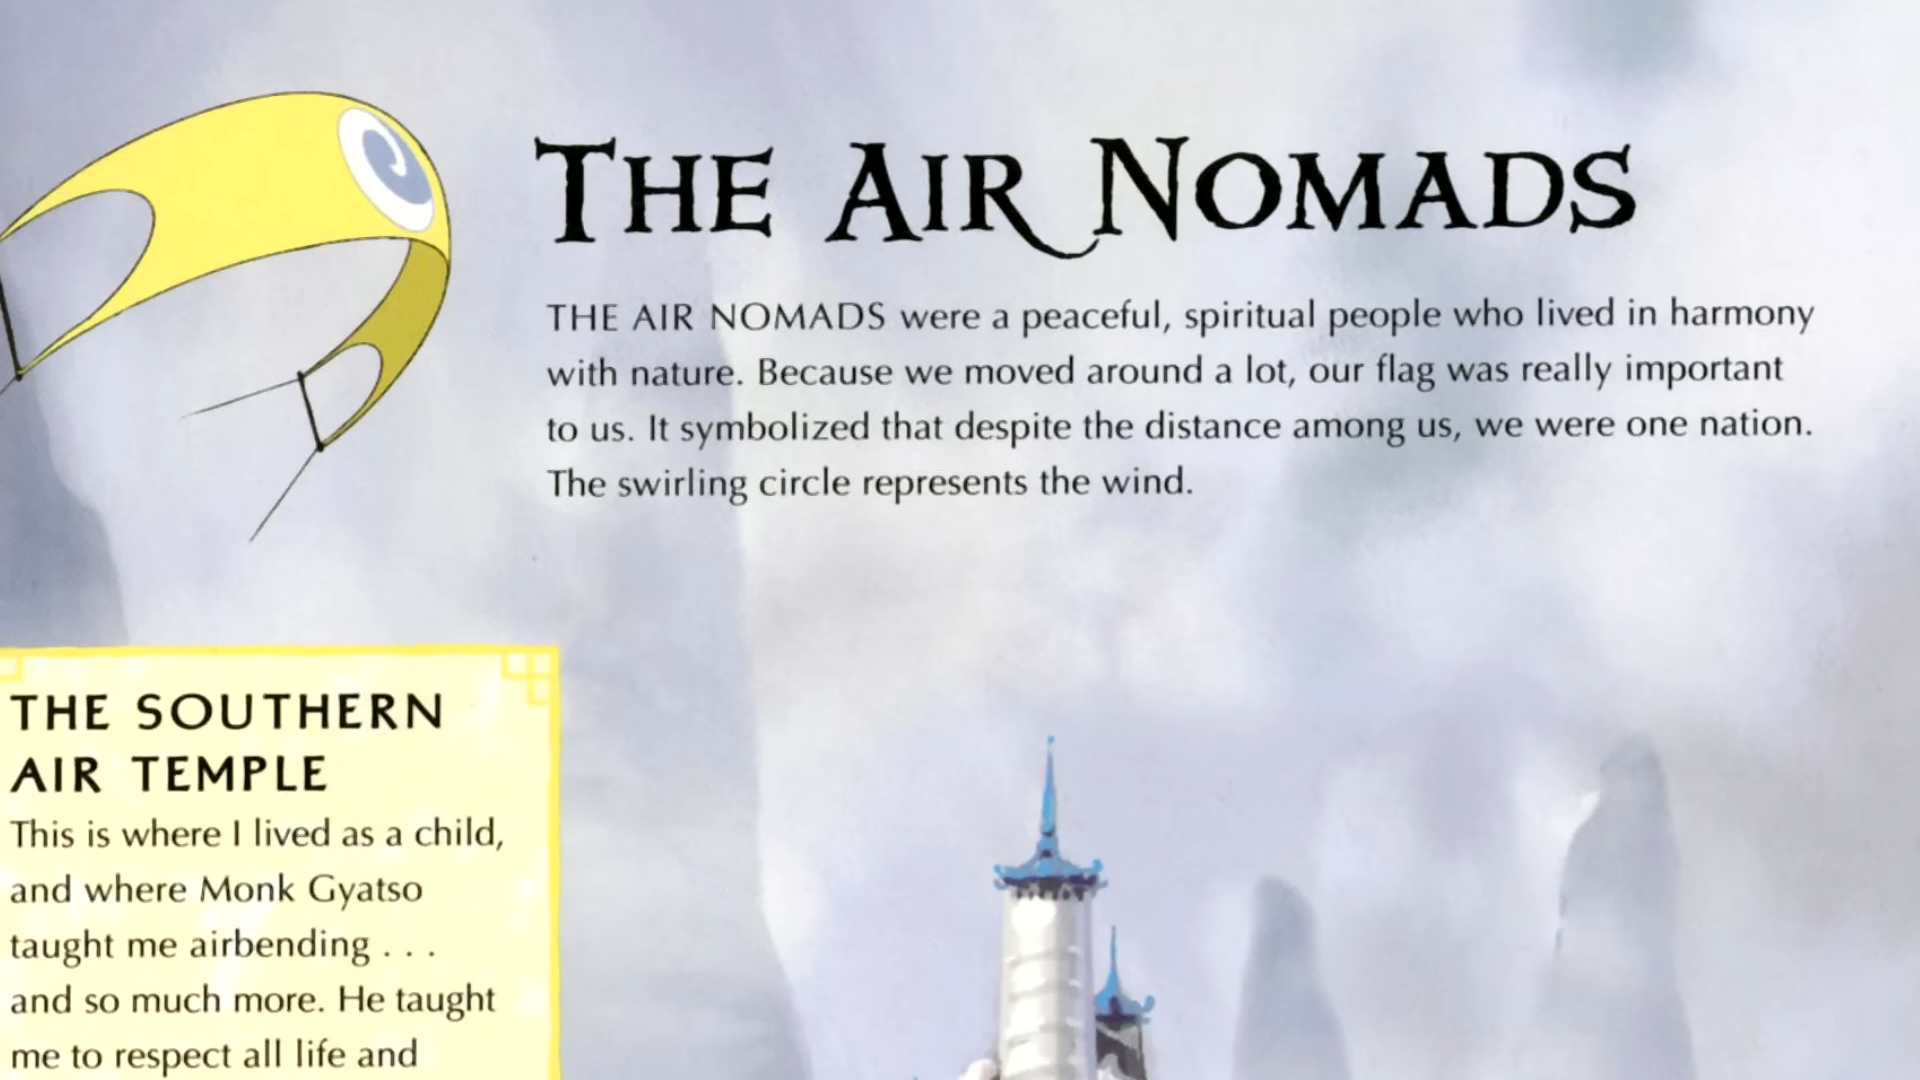 THE AIR NOMADS
THE AIR NOMADS were a peaceful, spiritual people who lived in harmony
with nature. Because we moved around a lot, our flag was really important
to us. It symbolized that despite the distance among us, we were one nation.
The swirling circle represents the wind.
THE SOUTHERN
AIR TEMPLE
This is where I lived as a child,
and where Monk Gyatso
taught me airbending . . .
and so much more. He taught
me to respect all life and